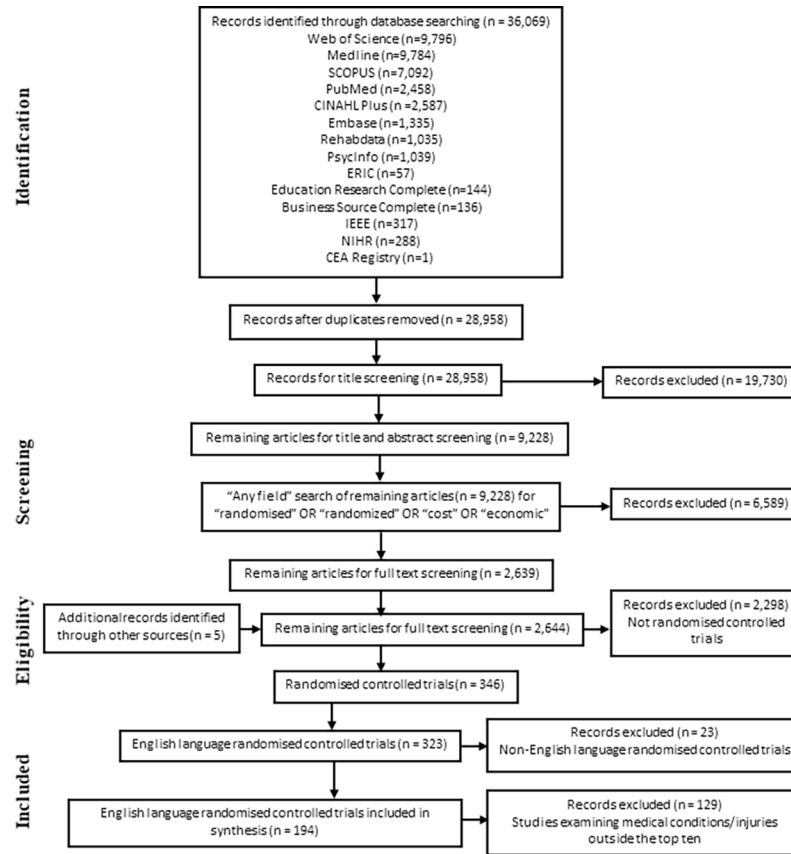 Identification
Records identified through database searching (n = 36,069)
Web of Science (n=9,796)
Medline (n=9,784)
SCOPUS (n=7,092)
PubMed (n=2,458)
CINAHL Plus (n=2,587)
Embase (n=1,335)
Rehabdata (n=1,035)
PsycInfo (n=1,039)
ERIC (n=57)
Education Research Complete (n=144)
Business Source Complete (n=136)
IEEE (n=317)
NIHR (n=288)
CEA Registry (n=1)
Records after duplicates removed (n = 28,958)
Records for title screening (n = 28,958)
Records excluded (n = 19,730)
Screening
Remaining articles for title and abstract screening (n = 9,228)
“Any field” search of remaining articles (n = 9,228) for
“randomised” OR “randomized” OR “cost” OR “economic”
Records excluded (n = 6,589)
Remaining articles for full text screening (n = 2,639)
Eligibility
Additional records identified
through other sources (n = 5)
Remaining articles for full text screening (n = 2,644)
Records excluded (n = 2,298)
Not randomised controlled
trials
Randomised controlled trials (n = 346)
Included
English language randomised controlled trials (n = 323)
Records excluded (n = 23)
Non-English language randomised controlled trials
English language randomised controlled trials included in
synthesis (n = 194)
Records excluded (n = 129)
Studies examining medical conditions/injuries
outside the top ten